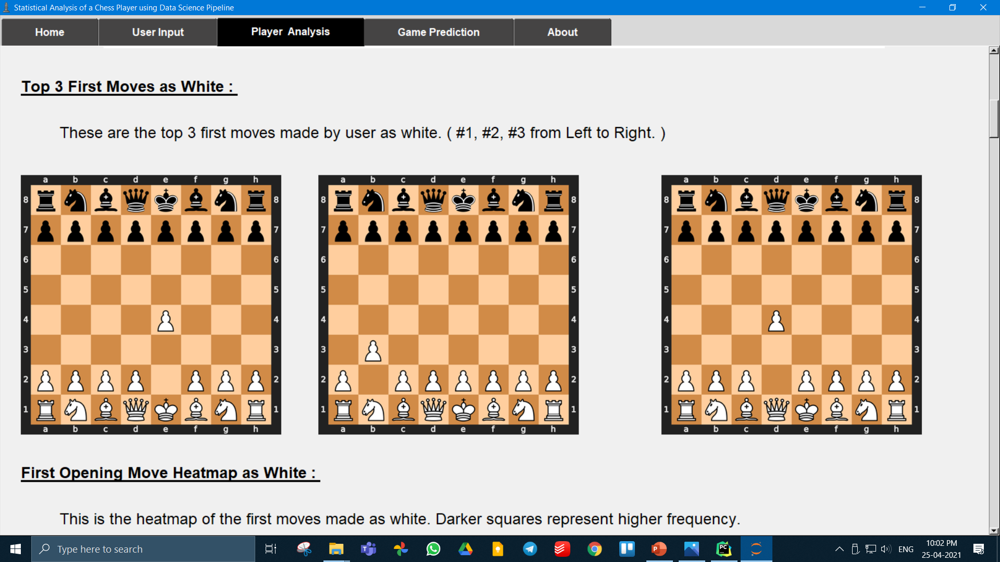 Statistical Analysis of a Chess Player using Data Science Pipeline
Home User Input Player Analysis Game Prediction About
Top 3 First Moves as White :
These are the top 3 first moves made by user as white. ( #1, #2, #3 from Left to Right. )
a b c d e f g h a b c d e f g h a b c d e f g h
8 8 8 8 8 8
7 7 7 7 7 7
6 6 6 6 6 6
5 5 5 5 5 5
4 4 4 4 4 4
3 3 3 3 3 3
2 2 2 2 2 2
1 1 1 1 1 1
a b c d e f g h a b c d e f g h a b c d e f g h
First Opening Move Heatmap as White :
This is the heatmap of the first moves made as white. Darker squares represent higher frequency.
Type here to search
ENG
10:02 PM
25-04-2021